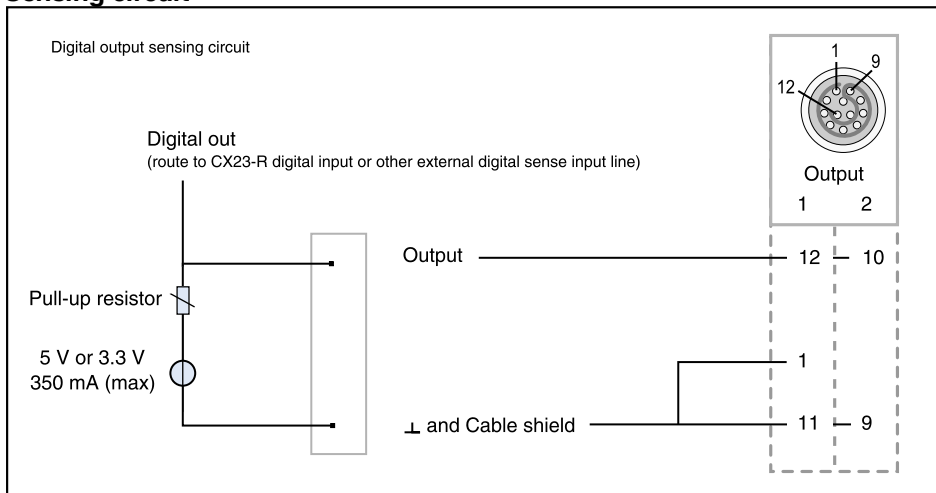 Sensing circuit
Digital output sensing circuit
1
9
12
Digital out
(route to CX23-R digital input or other external digital sense input line)
Output
1 2
Output
12 10
Pull-up resistor
5 V or 3.3 V
350 mA (max)
1
⊥ and Cable shield
11 9